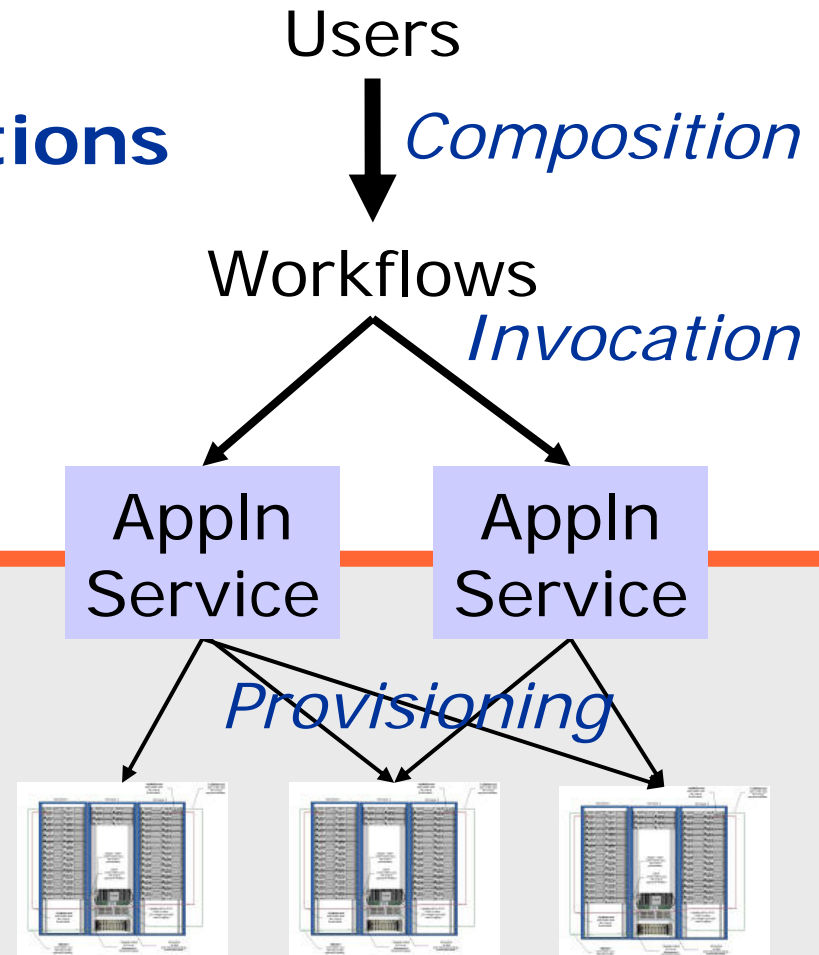 Users
tions
Composition
Workflows
Invocation
Appln
Service
Appln
Service
Provisioning